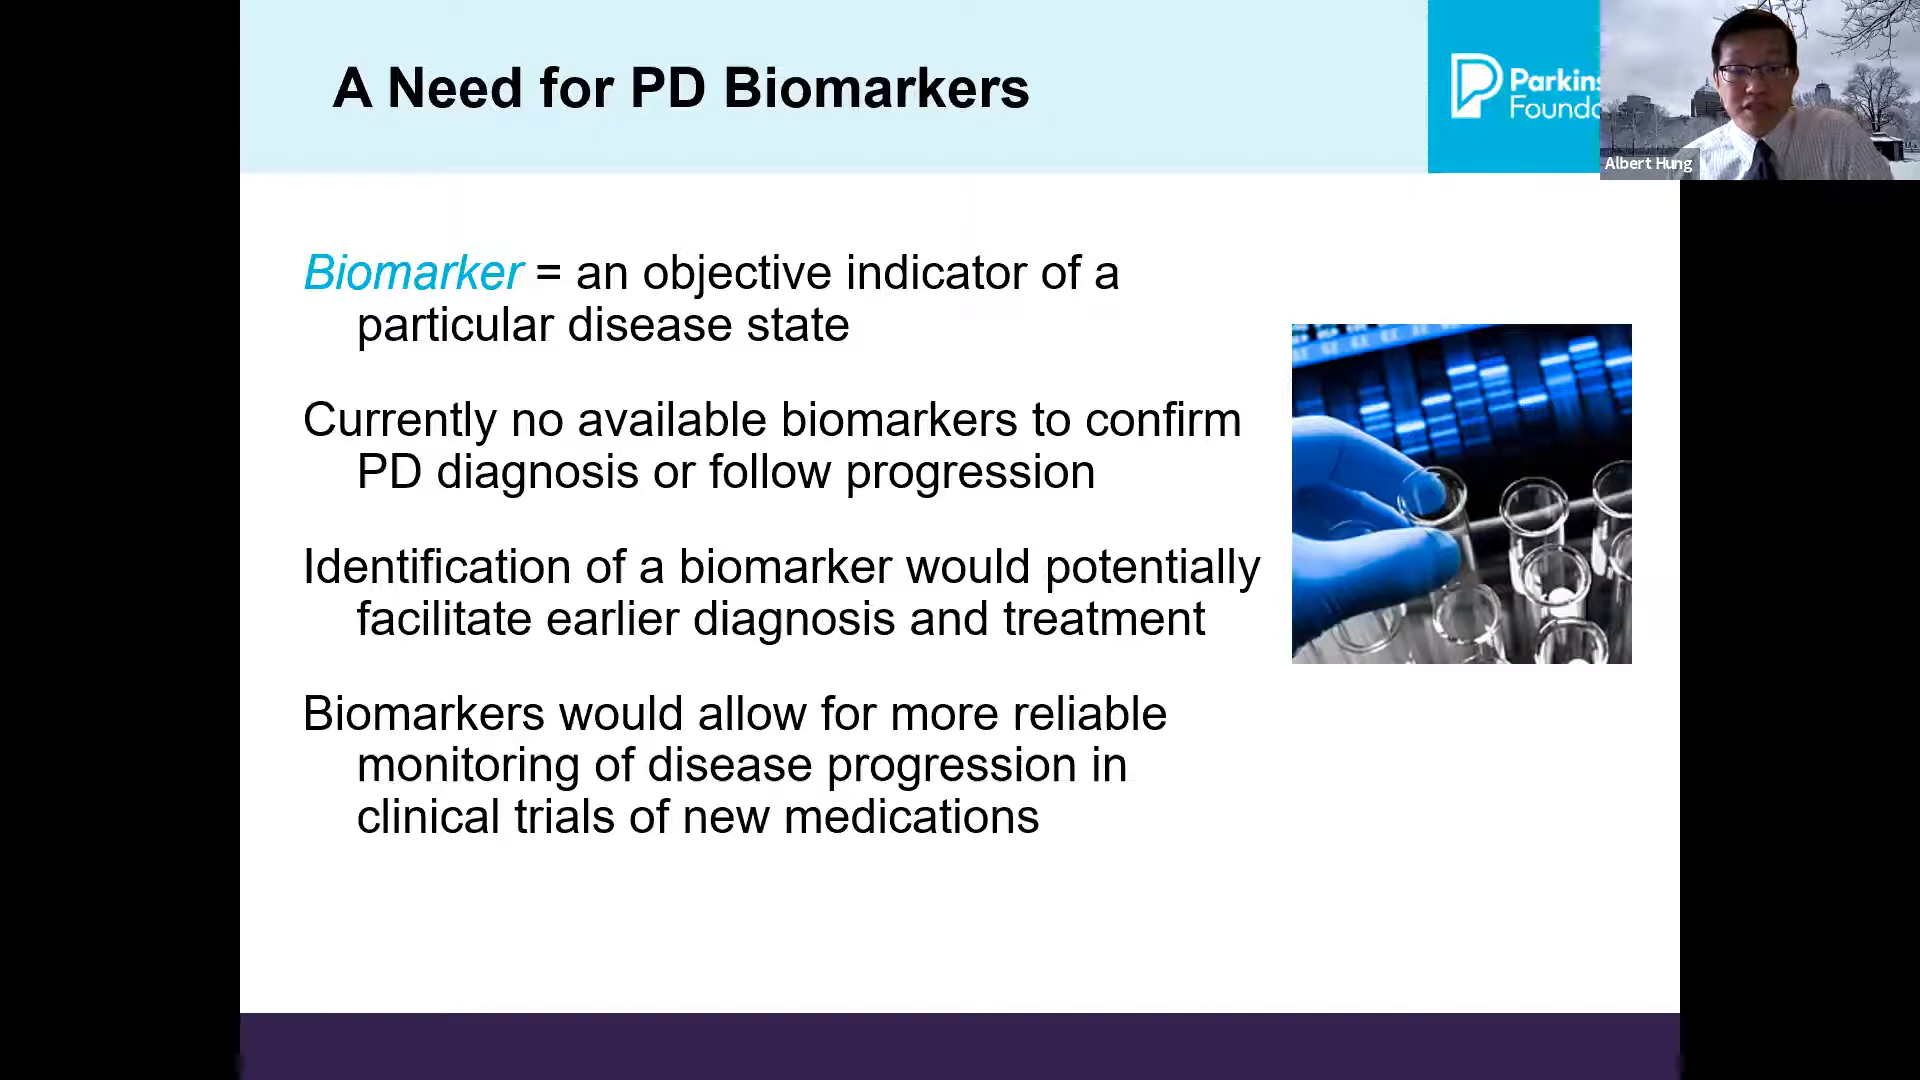 A Need for PD Biomarkers
Parkins
Founda
Albert Hung
Biomarker = an objective indicator of a
particular disease state
Currently no available biomarkers to confirm
PD diagnosis or follow progression
Identification of a biomarker would potentially
facilitate earlier diagnosis and treatment
Biomarkers would allow for more reliable
monitoring of disease progression in
clinical trials of new medications